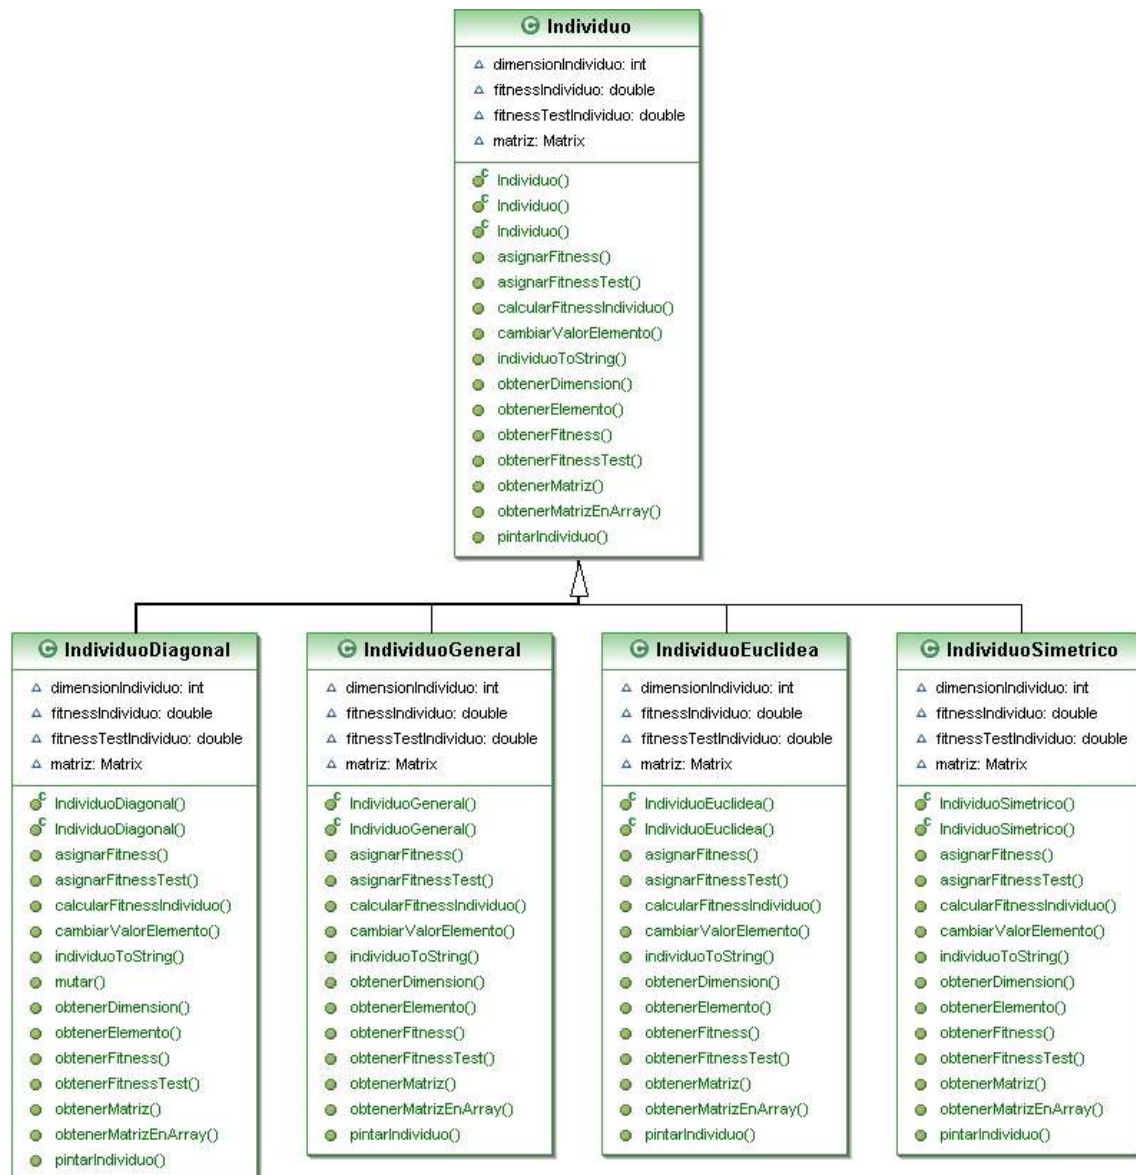 Individuo
dimensionIndividuo: int
fitnessIndividuo: double
fitnessTestIndividuo: double
matriz: Matrix
Individuo()
Individuo()
Individuo()
asignarFitness()
asignarFitnessTest()
calcularFitnessIndividuo()
cambiarValorElemento()
individuoToString()
obtenerDimension()
obtenerElemento()
obtenerFitness()
obtenerFitnessTest()
obtenerMatriz()
obtenerMatrizEnArray()
pintarIndividuo()
IndividuoDiagonal
dimensionIndividuo: int
fitnessIndividuo: double
fitnessTestIndividuo: double
matriz: Matrix
IndividuoDiagonal()
IndividuoDiagonal()
asignarFitness()
asignarFitnessTest()
calcularFitnessIndividuo()
cambiarValorElemento()
individuoToString()
mutar()
obtenerDimension()
obtenerElemento()
obtenerFitness()
obtenerFitnessTest()
obtenerMatriz()
obtenerMatrizEnArray()
pintarIndividuo()
IndividuoGeneral
dimensionIndividuo: int
fitnessIndividuo: double
fitnessTestIndividuo: double
matriz: Matrix
IndividuoGeneral()
IndividuoGeneral()
asignarFitness()
asignarFitnessTest()
calcularFitnessIndividuo()
cambiarValorElemento()
individuoToString()
obtenerDimension()
obtenerElemento()
obtenerFitness()
obtenerFitnessTest()
obtenerMatriz()
obtenerMatrizEnArray()
pintarIndividuo()
IndividuoEuclidea
dimensionIndividuo: int
fitnessIndividuo: double
fitnessTestIndividuo: double
matriz: Matrix
IndividuoEuclidea()
IndividuoEuclidea()
asignarFitness()
asignarFitnessTest()
calcularFitnessIndividuo()
cambiarValorElemento()
individuoToString()
obtenerDimension()
obtenerElemento()
obtenerFitness()
obtenerFitnessTest()
obtenerMatriz()
obtenerMatrizEnArray()
pintarIndividuo()
IndividuoSimetrico
dimensionIndividuo: int
fitnessIndividuo: double
fitnessTestIndividuo: double
matriz: Matrix
IndividuoSimetrico()
IndividuoSimetrico()
asignarFitness()
asignarFitnessTest()
calcularFitnessIndividuo()
cambiarValorElemento()
individuoToString()
obtenerDimension()
obtenerElemento()
obtenerFitness()
obtenerFitnessTest()
obtenerMatriz()
obtenerMatrizEnArray()
pintarIndividuo()